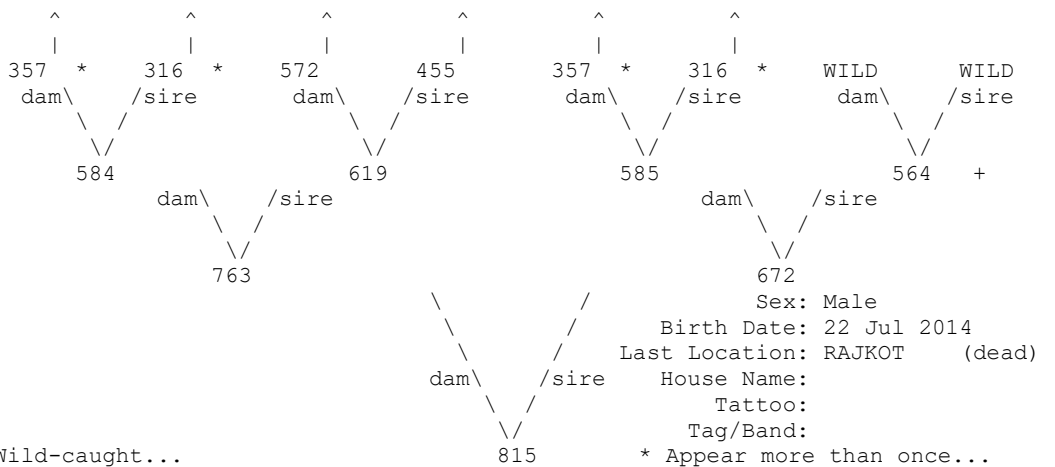 ^ ^ ^ ^ ^ ^
| | | | | |
357 * 316 * 572 455 357 * 316 * WILD WILD
dam\ /sire dam\ /sire dam\ /sire dam\ /sire
\ / \ / \ / \ /
\/ \/ \/ \/
584 619 585 564 +
dam\ /sire dam\ /sire
\ / \ /
\/ \/
763 672
\ / Sex: Male
\ / Birth Date: 22 Jul 2014
\ / Last Location: RAJKOT (dead)
dam\ /sire House Name:
\ / Tattoo:
\/ Tag/Band:
Wild-caught... 815 * Appear more than once...